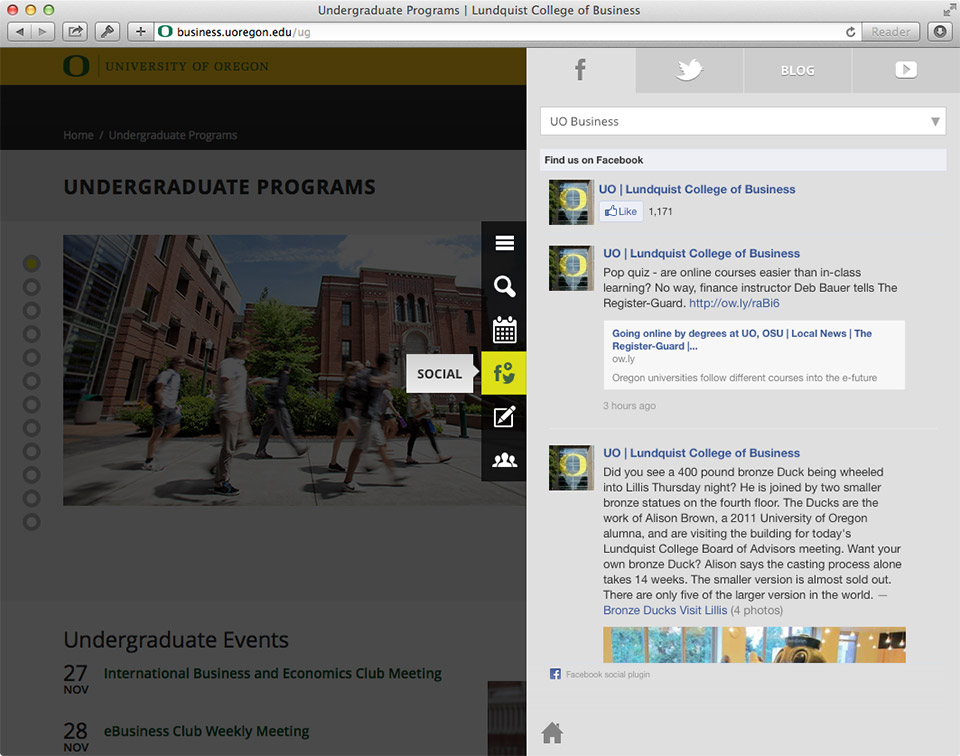 Undergraduate Programs | Lundquist College of Business
business.uoregon.edu/ug
Reader
O UNIVERSITY OF OREGON
Home / Undergraduate Programs
UNDERGRADUATE PROGRAMS
SOCIAL
Undergraduate Events
27 NOV International Business and Economics Club Meeting
28 NOV eBusiness Club Weekly Meeting
f
BLOG
UO Business
Find us on Facebook
UO | Lundquist College of Business
Like 1,171
UO | Lundquist College of Business
Pop quiz - are online courses easier than in-class
learning? No way, finance instructor Deb Bauer tells The
Register-Guard. http://ow.ly/raBi6
Going online by degrees at UO, OSU | Local News | The
Register-Guard |...
ow.ly
Oregon universities follow different courses into the e-future
3 hours ago
UO | Lundquist College of Business
Did you see a 400 pound bronze Duck being wheeled
into Lillis Thursday night? He is joined by two smaller
bronze statues on the fourth floor. The Ducks are the
work of Alison Brown, a 2011 University of Oregon
alumna, and are visiting the building for today's
Lundquist College Board of Advisors meeting. Want your
own bronze Duck? Alison says the casting process alone
takes 14 weeks. The smaller version is almost sold out.
There are only five of the larger version in the world. —
Bronze Ducks Visit Lillis (4 photos)
Facebook social plugin